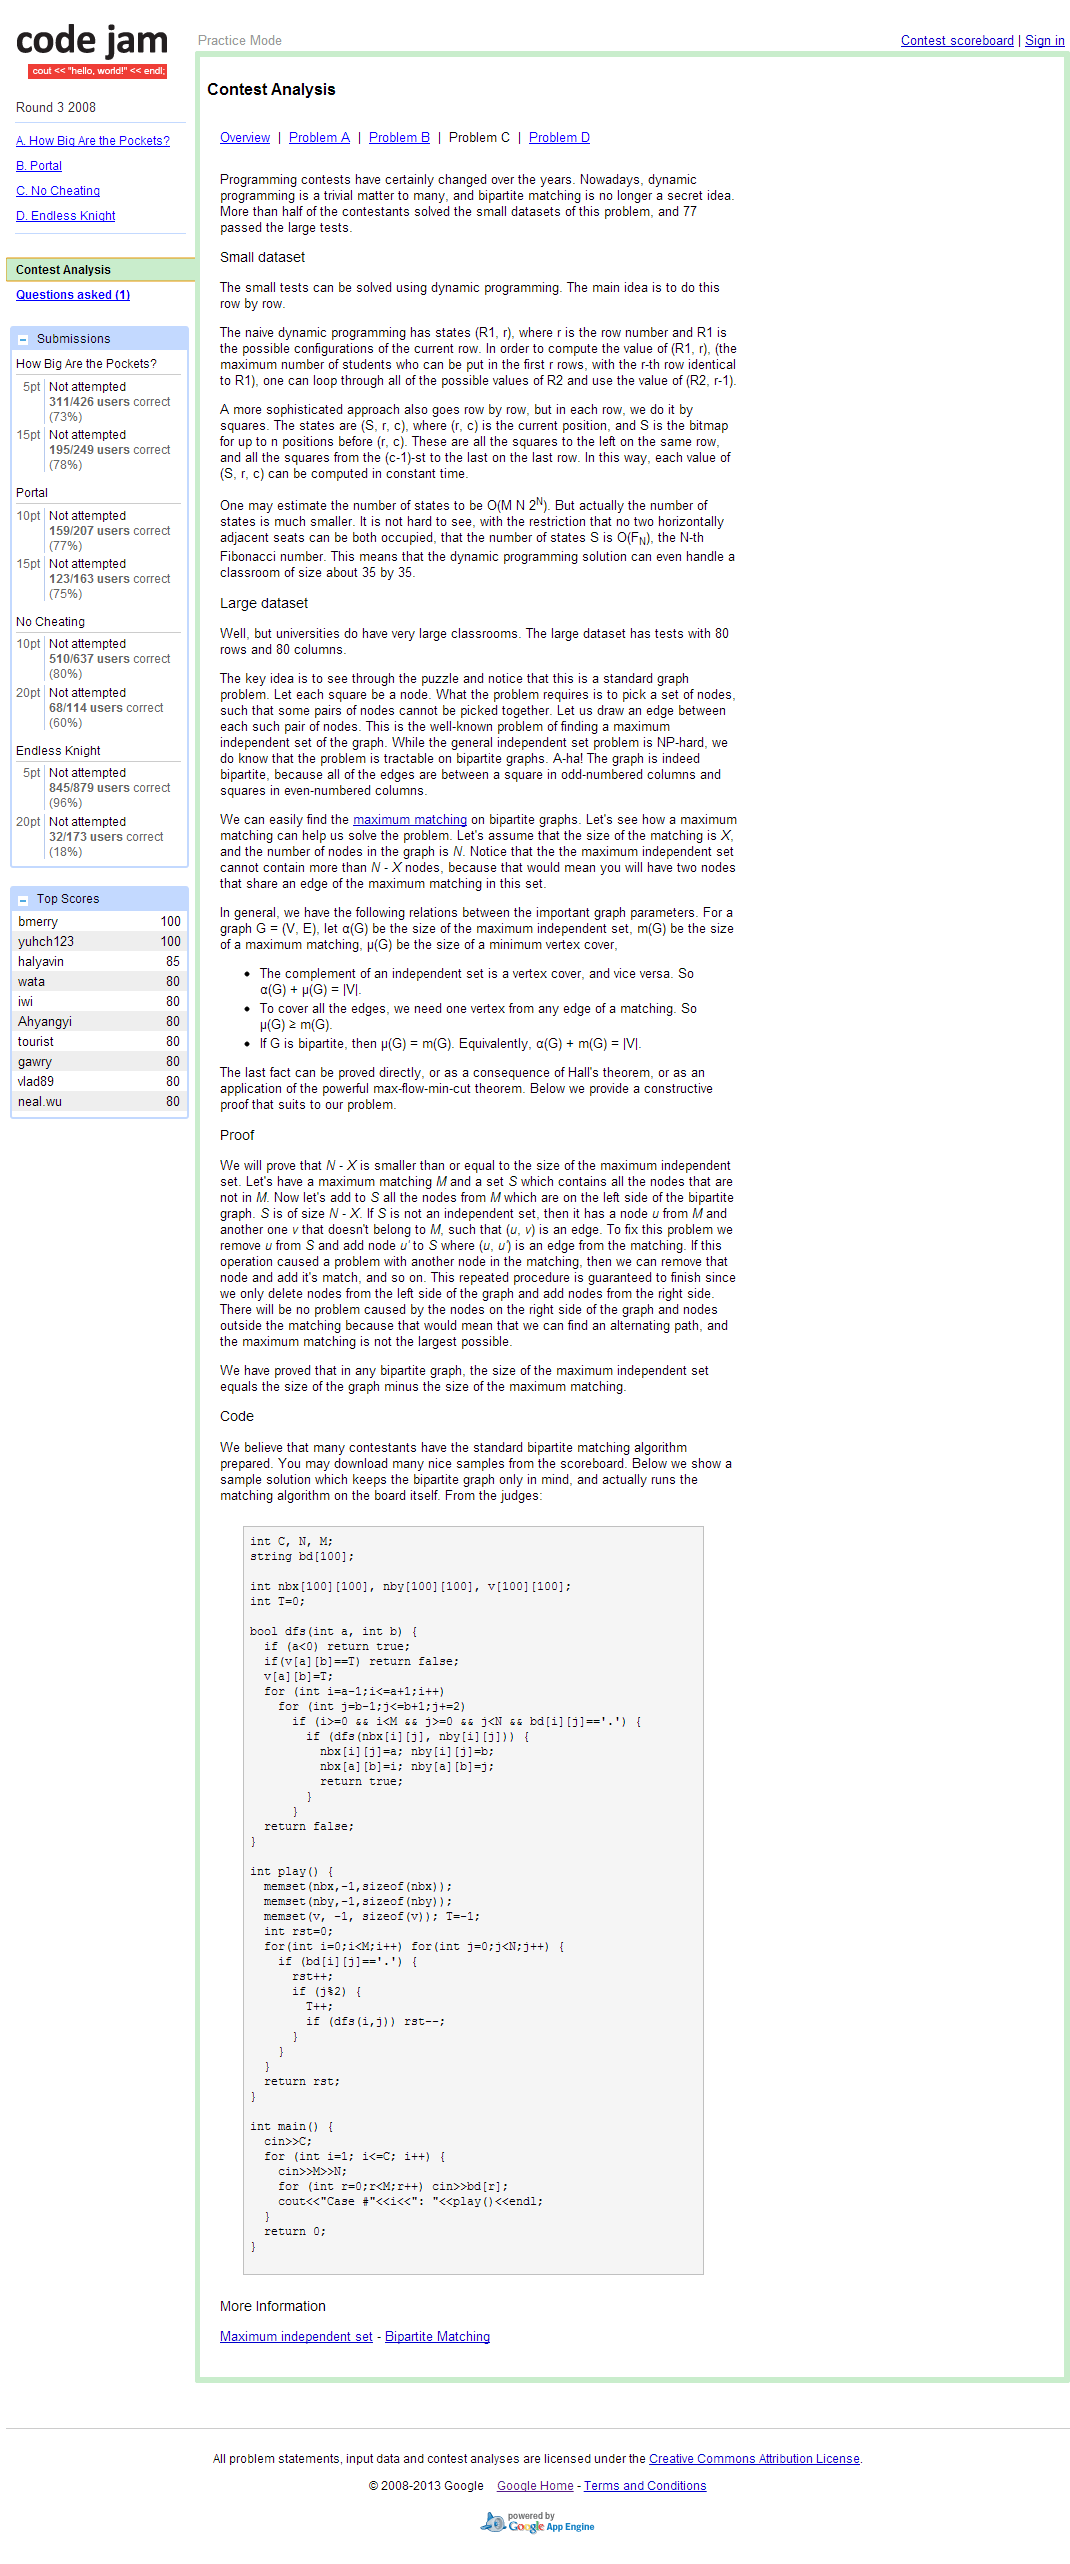 code jam
cout << "hello, world!" << endl;
Practice Mode
Contest scoreboard | Sign in
Round 3 2008
A. How Big Are the Pockets?
B. Portal
C. No Cheating
D. Endless Knight
Contest Analysis
Questions asked (1)
Submissions
How Big Are the Pockets?
5pt Not attempted
311/426 users correct
(73%)
15pt Not attempted
195/249 users correct
(78%)
Portal
10pt Not attempted
159/207 users correct
(77%)
15pt Not attempted
123/163 users correct
(75%)
No Cheating
10pt Not attempted
510/637 users correct
(80%)
20pt Not attempted
68/114 users correct
(60%)
Endless Knight
5pt Not attempted
845/879 users correct
(96%)
20pt Not attempted
32/173 users correct
(18%)
Top Scores
bmerry 100
yuhch123 100
halyavin 85
wata 80
iwi 80
Ahyangyi 80
tourist 80
gawry 80
vlad89 80
neal.wu 80
Contest Analysis
Overview | Problem A | Problem B | Problem C | Problem D
Programming contests have certainly changed over the years. Nowadays, dynamic
programming is a trivial matter to many, and bipartite matching is no longer a secret idea.
More than half of the contestants solved the small datasets of this problem, and 77
passed the large tests.
Small dataset
The small tests can be solved using dynamic programming. The main idea is to do this
row by row.
The naive dynamic programming has states (R1, r), where r is the row number and R1 is
the possible configurations of the current row. In order to compute the value of (R1, r), (the
maximum number of students who can be put in the first r rows, with the r-th row identical
to R1), one can loop through all of the possible values of R2 and use the value of (R2, r-1).
A more sophisticated approach also goes row by row, but in each row, we do it by
squares. The states are (S, r, c), where (r, c) is the current position, and S is the bitmap
for up to n positions before (r, c). These are all the squares to the left on the same row,
and all the squares from the (c-1)-st to the last on the last row. In this way, each value of
(S, r, c) can be computed in constant time.
One may estimate the number of states to be O(M N 2^N). But actually the number of
states is much smaller. It is not hard to see, with the restriction that no two horizontally
adjacent seats can be both occupied, that the number of states S is O(F_N), the N-th
Fibonacci number. This means that the dynamic programming solution can even handle a
classroom of size about 35 by 35.
Large dataset
Well, but universities do have very large classrooms. The large dataset has tests with 80
rows and 80 columns.
The key idea is to see through the puzzle and notice that this is a standard graph
problem. Let each square be a node. What the problem requires is to pick a set of nodes,
such that some pairs of nodes cannot be picked together. Let us draw an edge between
each such pair of nodes. This is the well-known problem of finding a maximum
independent set of the graph. While the general independent set problem is NP-hard, we
do know that the problem is tractable on bipartite graphs. A-ha! The graph is indeed
bipartite, because all of the edges are between a square in odd-numbered columns and
squares in even-numbered columns.
We can easily find the maximum matching on bipartite graphs. Let's see how a maximum
matching can help us solve the problem. Let's assume that the size of the matching is X,
and the number of nodes in the graph is N. Notice that the the maximum independent set
cannot contain more than N - X nodes, because that would mean you will have two nodes
that share an edge of the maximum matching in this set.
In general, we have the following relations between the important graph parameters. For a
graph G = (V, E), let α(G) be the size of the maximum independent set, m(G) be the size
of a maximum matching, μ(G) be the size of a minimum vertex cover,
• The complement of an independent set is a vertex cover, and vice versa. So
α(G) + μ(G) = |V|.
• To cover all the edges, we need one vertex from any edge of a matching. So
μ(G) ≥ m(G).
• If G is bipartite, then μ(G) = m(G). Equivalently, α(G) + m(G) = |V|.
The last fact can be proved directly, or as a consequence of Hall's theorem, or as an
application of the powerful max-flow-min-cut theorem. Below we provide a constructive
proof that suits to our problem.
Proof
We will prove that N - X is smaller than or equal to the size of the maximum independent
set. Let's have a maximum matching M and a set S which contains all the nodes that are
not in M. Now let's add to S all the nodes from M which are on the left side of the bipartite
graph. S is of size N - X. If S is not an independent set, then it has a node u from M and
another one v that doesn't belong to M, such that (u, v) is an edge. To fix this problem we
remove u from S and add node u' to S where (u, u') is an edge from the matching. If this
operation caused a problem with another node in the matching, then we can remove that
node and add it's match, and so on. This repeated procedure is guaranteed to finish since
we only delete nodes from the left side of the graph and add nodes from the right side.
There will be no problem caused by the nodes on the right side of the graph and nodes
outside the matching because that would mean that we can find an alternating path, and
the maximum matching is not the largest possible.
We have proved that in any bipartite graph, the size of the maximum independent set
equals the size of the graph minus the size of the maximum matching.
Code
We believe that many contestants have the standard bipartite matching algorithm
prepared. You may download many nice samples from the scoreboard. Below we show a
sample solution which keeps the bipartite graph only in mind, and actually runs the
matching algorithm on the board itself. From the judges:
int C, N, M;
string bd[100];
int nbx[100][100], nby[100][100], v[100][100];
int T=0;
bool dfs(int a, int b) {
  if (a<0) return true;
  if(v[a][b]==T) return false;
  v[a][b]=T;
  for (int i=a-1;i<=a+1;i++)
    for (int j=b-1;j<=b+1;j+=2)
      if (i>=0 && i<M && j>=0 && j<N && bd[i][j]=='.') {
        if (dfs(nbx[i][j], nby[i][j])) {
          nbx[i][j]=a; nby[i][j]=b;
          nbx[a][b]=i; nby[a][b]=j;
          return true;
        }
      }
  return false;
}
int play() {
  memset(nbx,-1,sizeof(nbx));
  memset(nby,-1,sizeof(nby));
  memset(v, -1, sizeof(v)); T=-1;
  int rst=0;
  for(int i=0;i<M;i++) for(int j=0;j<N;j++) {
    if (bd[i][j]=='.') {
      rst++;
      if (j%2) {
        T++;
        if (dfs(i,j)) rst--;
      }
    }
  }
  return rst;
}
int main() {
  cin>>C;
  for (int i=1; i<=C; i++) {
    cin>>M>>N;
    for (int r=0;r<M;r++) cin>>bd[r];
    cout<<"Case #"<<i<<": "<<play()<<endl;
  }
  return 0;
}
More Information
Maximum independent set - Bipartite Matching
All problem statements, input data and contest analyses are licensed under the Creative Commons Attribution License.
© 2008-2013 Google Google Home - Terms and Conditions
powered by
Google App Engine